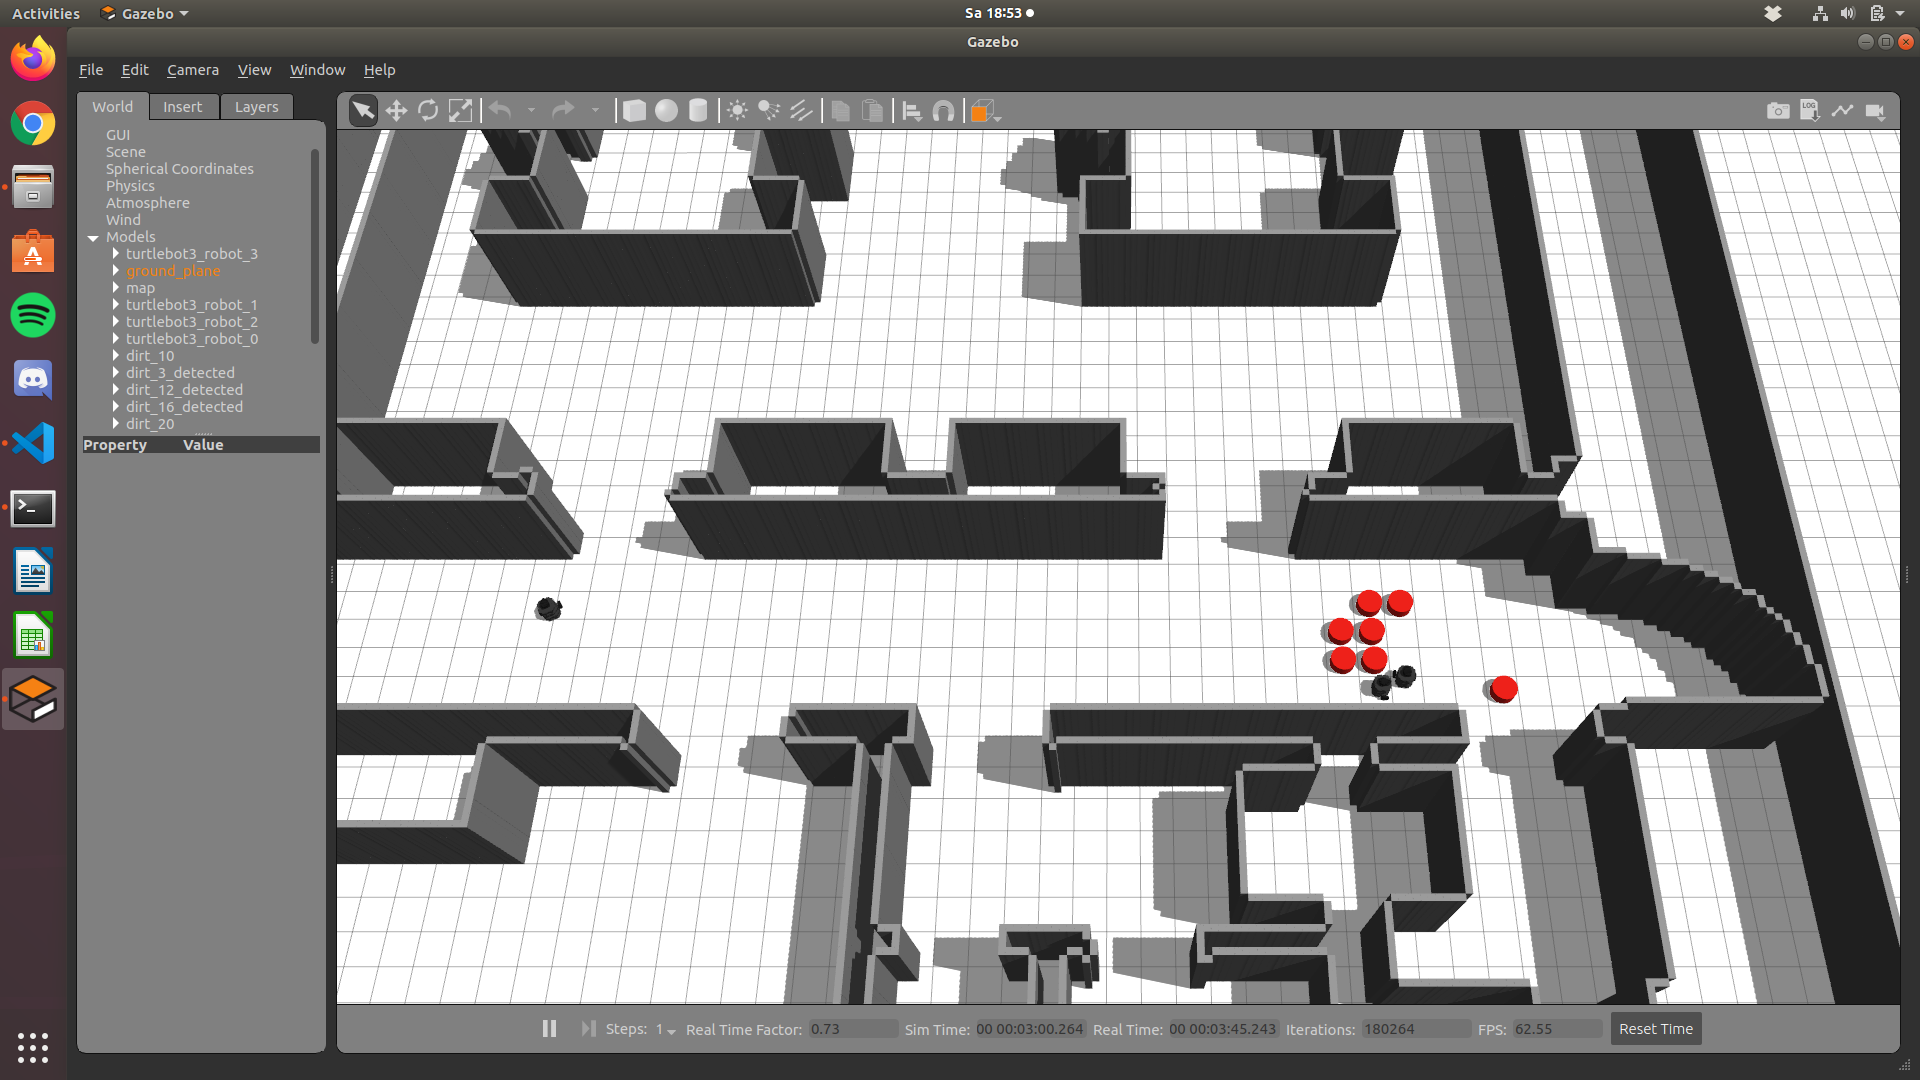 Activities Gazebo Sa 18:53
Gazebo
File Edit Camera View Window Help
World Insert Layers
GUI
Scene
Spherical Coordinates
Physics
Atmosphere
Wind
Models
turtlebot3_robot_3
ground_plane
map
turtlebot3_robot_1
turtlebot3_robot_2
turtlebot3_robot_0
dirt_10
dirt_3_detected
dirt_12_detected
dirt_16_detected
dirt_20
Property Value
LOG
Steps: 1 Real Time Factor: 0.73 Sim Time: 00 00:03:00.264 Real Time: 00 00:03:45.243 Iterations: 180264 FPS: 62.55 Reset Time